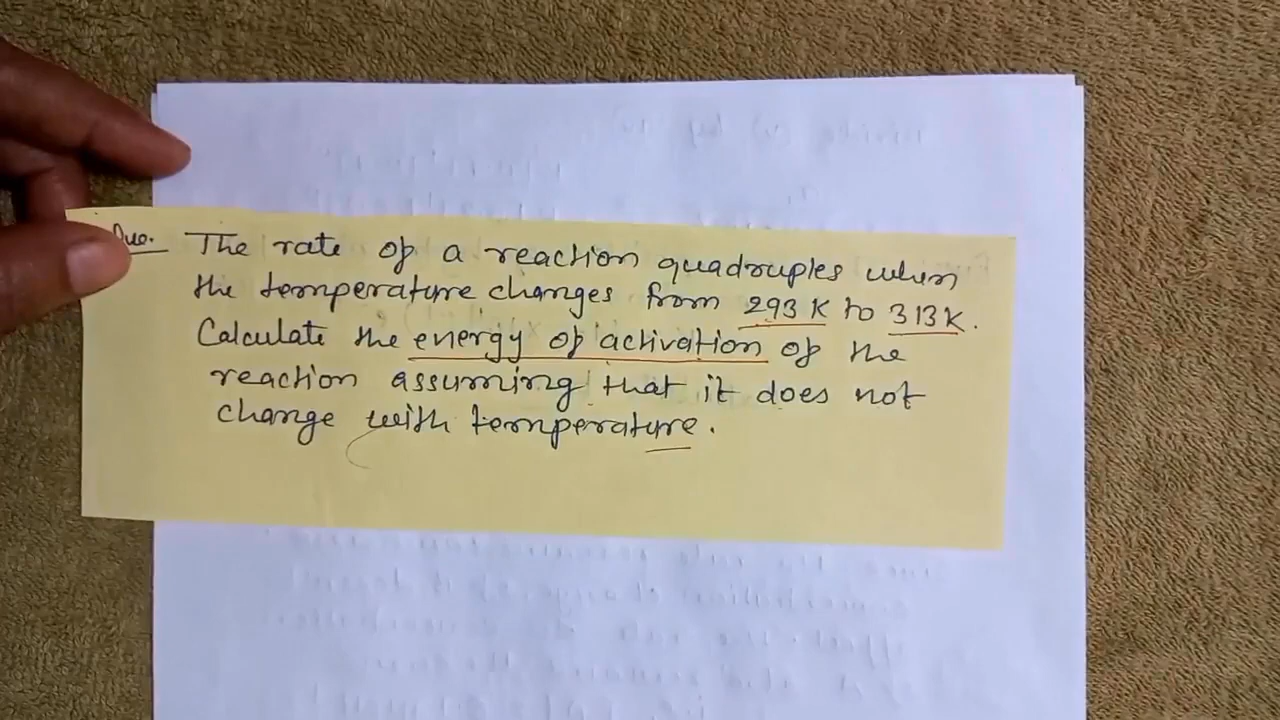 Que. The rate of a reaction quadruples when
the temperature changes from 293 K to 313 K.
Calculate the energy of activation of the
reaction assuming that it does not
change with temperature.